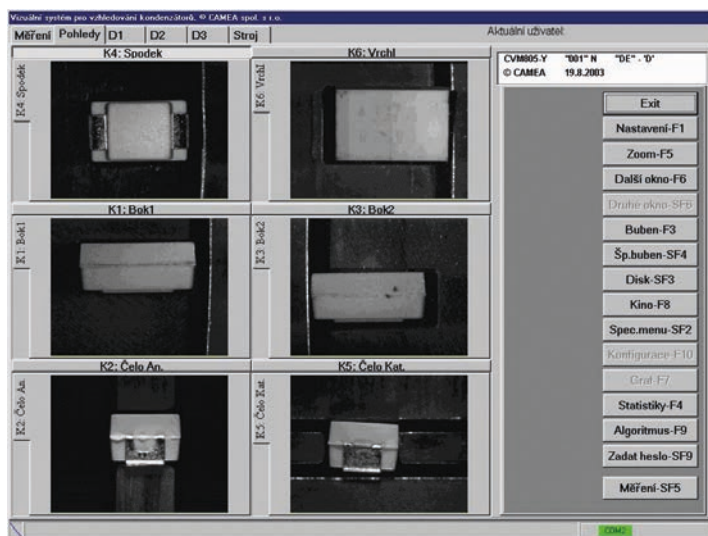 Vizuální systém pro vzhledování kondenzátorů. © CAMEA spol. s r.o.
Měření Pohledy D1 D2 D3 Stroj
Aktuální uživatel:
K4: Spodek
K6: Vrchl
K4: Spodek
K6: Vrchl
K1: Bok1
K3: Bok2
K1: Bok1
K3: Bok2
K2: Čelo An.
K5: Čelo Kat.
K2: Čelo An.
K5: Čelo Kat.
CVM805-Y "001" N "DE" - 'D'
© CAMEA 19.8.2003
Exit
Nastavení-F1
Zoom-F5
Další okno-F6
Druhé okno-SF6
Buben-F3
Šp.buben-SF4
Disk-SF3
Kino-F8
Spec.menu-SF2
Konfigurace-F10
Graf-F7
Statistiky-F4
Algoritmus-F9
Zadat heslo-SF9
Měření-SF5
COM2